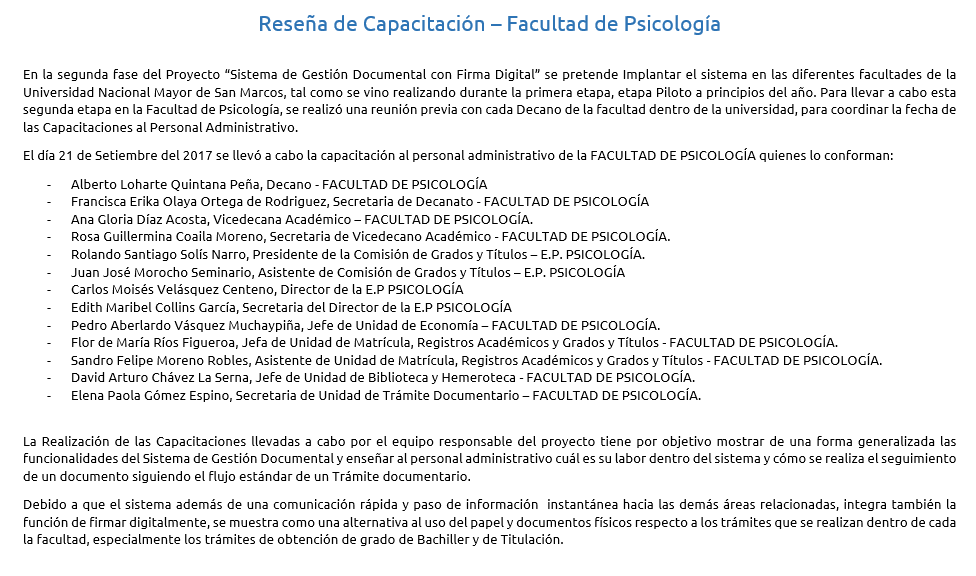 Reseña de Capacitación – Facultad de Psicología
En la segunda fase del Proyecto “Sistema de Gestión Documental con Firma Digital” se pretende Implantar el sistema en las diferentes facultades de la
Universidad Nacional Mayor de San Marcos, tal como se vino realizando durante la primera etapa, etapa Piloto a principios del año. Para llevar a cabo esta
segunda etapa en la Facultad de Psicología, se realizó una reunión previa con cada Decano de la facultad dentro de la universidad, para coordinar la fecha de
las Capacitaciones al Personal Administrativo.
El día 21 de Setiembre del 2017 se llevó a cabo la capacitación al personal administrativo de la FACULTAD DE PSICOLOGÍA quienes lo conforman:
- Alberto Loharte Quintana Peña, Decano - FACULTAD DE PSICOLOGÍA
- Francisca Erika Olaya Ortega de Rodriguez, Secretaria de Decanato - FACULTAD DE PSICOLOGÍA
- Ana Gloria Díaz Acosta, Vicedecana Académico – FACULTAD DE PSICOLOGÍA.
- Rosa Guillermina Coaila Moreno, Secretaria de Vicedecano Académico - FACULTAD DE PSICOLOGÍA.
- Rolando Santiago Solís Narro, Presidente de la Comisión de Grados y Títulos – E.P. PSICOLOGÍA.
- Juan José Morocho Seminario, Asistente de Comisión de Grados y Títulos – E.P. PSICOLOGÍA
- Carlos Moisés Velásquez Centeno, Director de la E.P PSICOLOGÍA
- Edith Maribel Collins García, Secretaria del Director de la E.P PSICOLOGÍA
- Pedro Aberlardo Vásquez Muchaypiña, Jefe de Unidad de Economía – FACULTAD DE PSICOLOGÍA.
- Flor de María Ríos Figueroa, Jefa de Unidad de Matrícula, Registros Académicos y Grados y Títulos - FACULTAD DE PSICOLOGÍA.
- Sandro Felipe Moreno Robles, Asistente de Unidad de Matrícula, Registros Académicos y Grados y Títulos - FACULTAD DE PSICOLOGÍA.
- David Arturo Chávez La Serna, Jefe de Unidad de Biblioteca y Hemeroteca - FACULTAD DE PSICOLOGÍA.
- Elena Paola Gómez Espino, Secretaria de Unidad de Trámite Documentario – FACULTAD DE PSICOLOGÍA.
La Realización de las Capacitaciones llevadas a cabo por el equipo responsable del proyecto tiene por objetivo mostrar de una forma generalizada las
funcionalidades del Sistema de Gestión Documental y enseñar al personal administrativo cuál es su labor dentro del sistema y cómo se realiza el seguimiento
de un documento siguiendo el flujo estándar de un Trámite documentario.
Debido a que el sistema además de una comunicación rápida y paso de información instantánea hacia las demás áreas relacionadas, integra también la
función de firmar digitalmente, se muestra como una alternativa al uso del papel y documentos físicos respecto a los trámites que se realizan dentro de cada
la facultad, especialmente los trámites de obtención de grado de Bachiller y de Titulación.